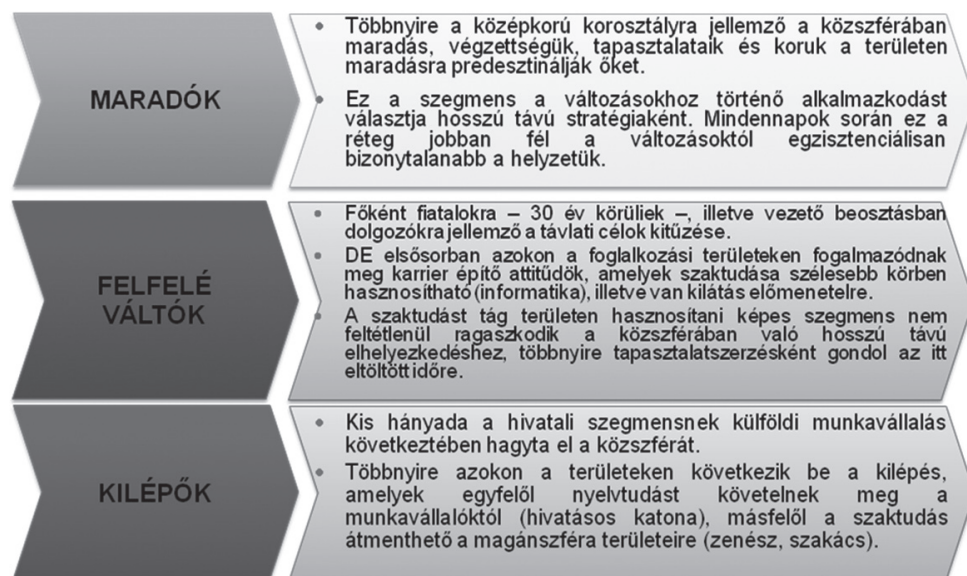 MARADÓK
• Többnyire a középkorú korosztályra jellemző a közszférában
maradás, végzettségük, tapasztalataik és koruk a területen
maradásra predesztinálják őket.
• Ez a szegmens a változásokhoz történő alkalmazkodást
választja hosszú távú stratégiaként. Mindennapok során ez a
réteg jobban fél a változásoktól egzisztenciálisan
bizonytalanabb a helyzetük.
FELFELÉ
VÁLTÓK
• Főként fiatalokra – 30 év körüliek –, illetve vezető beosztásban
dolgozókra jellemző a távlati célok kitűzése.
• DE elsősorban azokon a foglalkozási területeken fogalmazódnak
meg karrier építő attitűdök, amelyek szaktudása szélesebb körben
hasznosítható (informatika), illetve van kilátás előmenetelre.
• A szaktudást tág területen hasznosítani képes szegmens nem
feltétlenül ragaszkodik a közszférában való hosszú távú
elhelyezkedéshez, többnyire tapasztalatszerzésként gondol az itt
eltöltött időre.
KILÉPŐK
• Kis hányada a hivatali szegmensnek külföldi munkavállalás
következtében hagyta el a közszférát.
• Többnyire azokon a területeken következik be a kilépés,
amelyek egyfelől nyelvtudást követelnek meg a
munkavállalóktól (hivatásos katona), másfelől a szaktudás
átmenthető a magánszféra területeire (zenész, szakács).